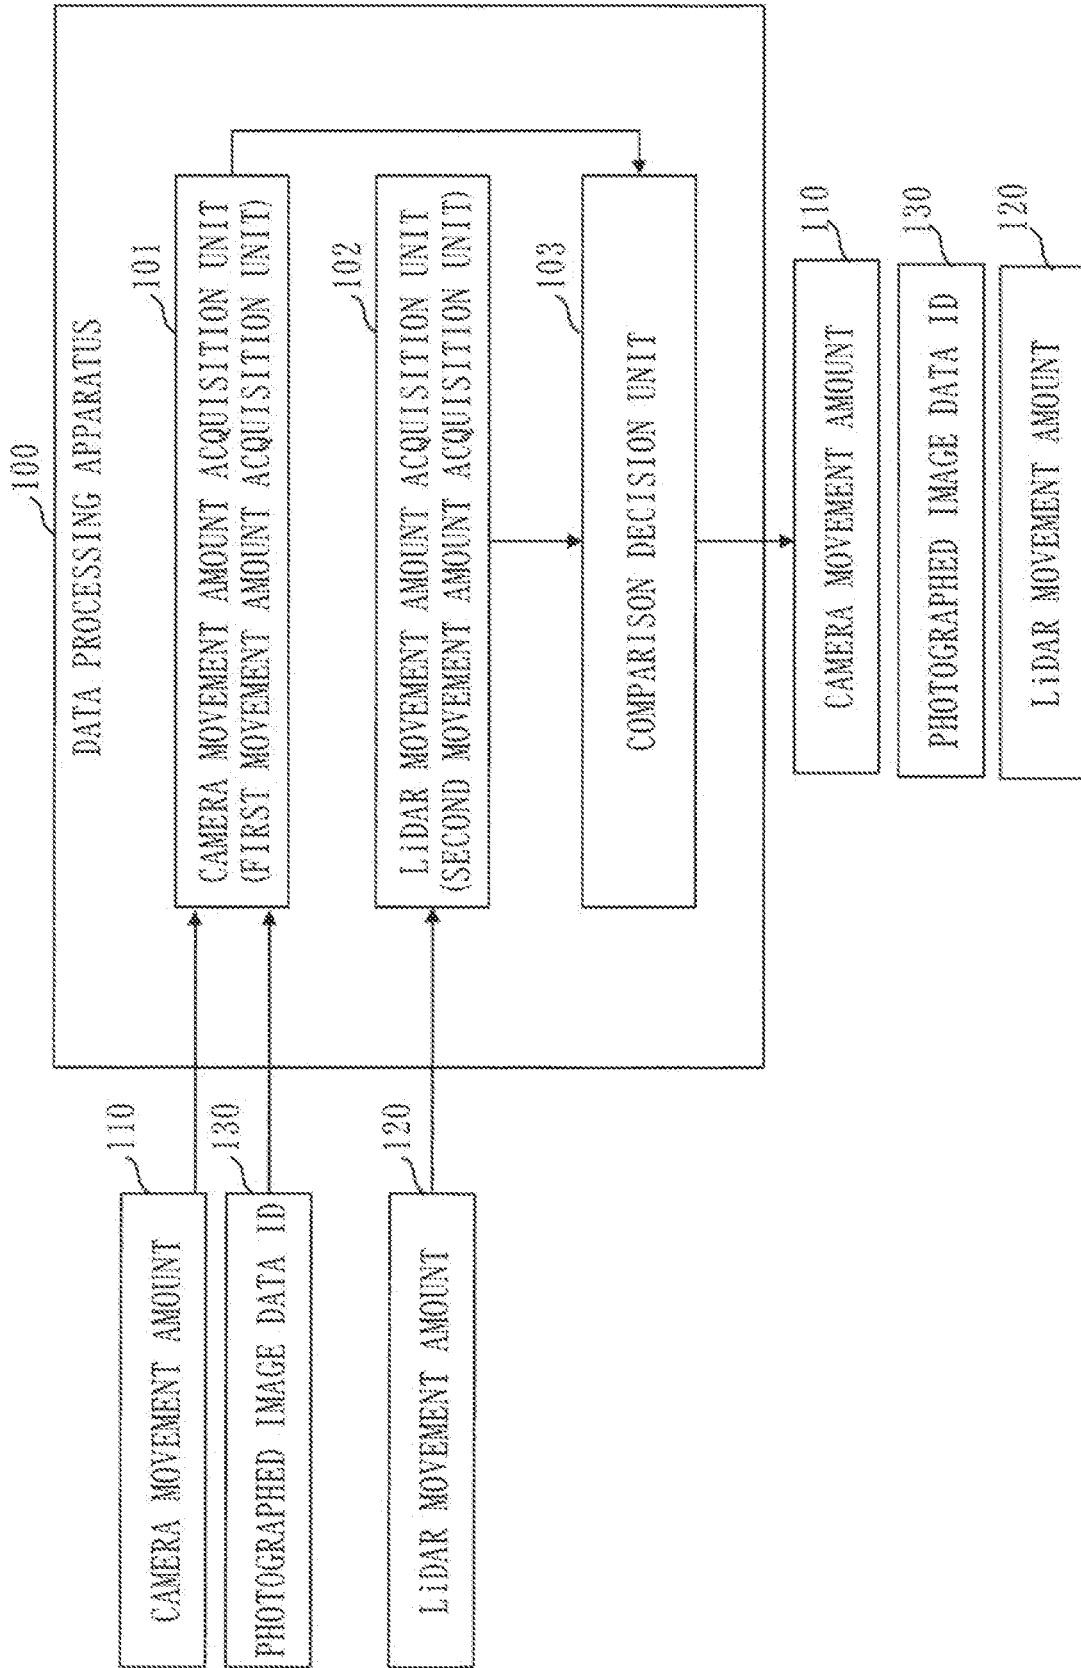 100
DATA PROCESSING APPARATUS
110
CAMERA MOVEMENT AMOUNT
101
CAMERA MOVEMENT AMOUNT ACQUISITION UNIT
(FIRST MOVEMENT AMOUNT ACQUISITION UNIT)
130
PHOTOGRAPHED IMAGE DATA ID
120
LiDAR MOVEMENT AMOUNT
102
LiDAR MOVEMENT AMOUNT ACQUISITION UNIT
(SECOND MOVEMENT AMOUNT ACQUISITION UNIT)
103
COMPARISON DECISION UNIT
110
CAMERA MOVEMENT AMOUNT
130
PHOTOGRAPHED IMAGE DATA ID
120
LiDAR MOVEMENT AMOUNT